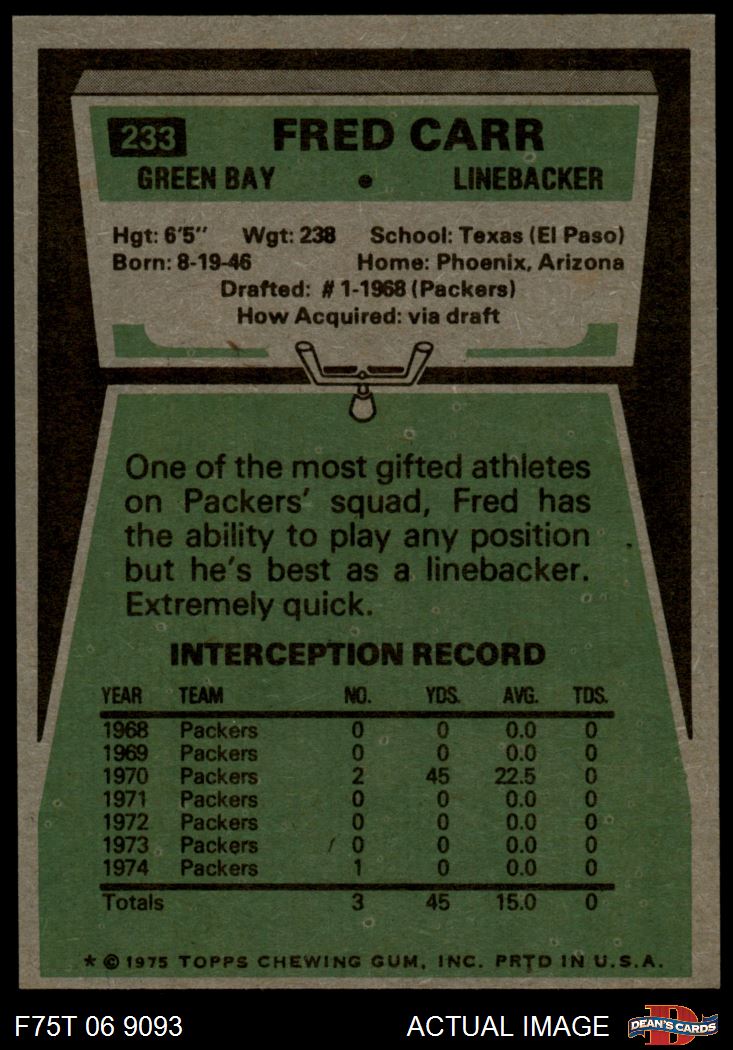 233 FRED CARR
GREEN BAY • LINEBACKER
Hgt: 6'5" Wgt: 238 School: Texas (El Paso)
Born: 8-19-46 Home: Phoenix, Arizona
Drafted: #1-1968 (Packers)
How Acquired: via draft
One of the most gifted athletes
on Packers' squad, Fred has
the ability to play any position
but he's best as a linebacker.
Extremely quick.
INTERCEPTION RECORD
YEAR TEAM NO. YDS. AVG. TDS.
1968 Packers 0 0 0.0 0
1969 Packers 0 0 0.0 0
1970 Packers 2 45 22.5 0
1971 Packers 0 0 0.0 0
1972 Packers 0 0 0.0 0
1973 Packers 0 0 0.0 0
1974 Packers 1 0 0.0 0
Totals 3 45 15.0 0
* © 1975 TOPPS CHEWING GUM, INC. PRTD IN U.S.A.
F75T 06 9093 ACTUAL IMAGE DEAN'S CARDS